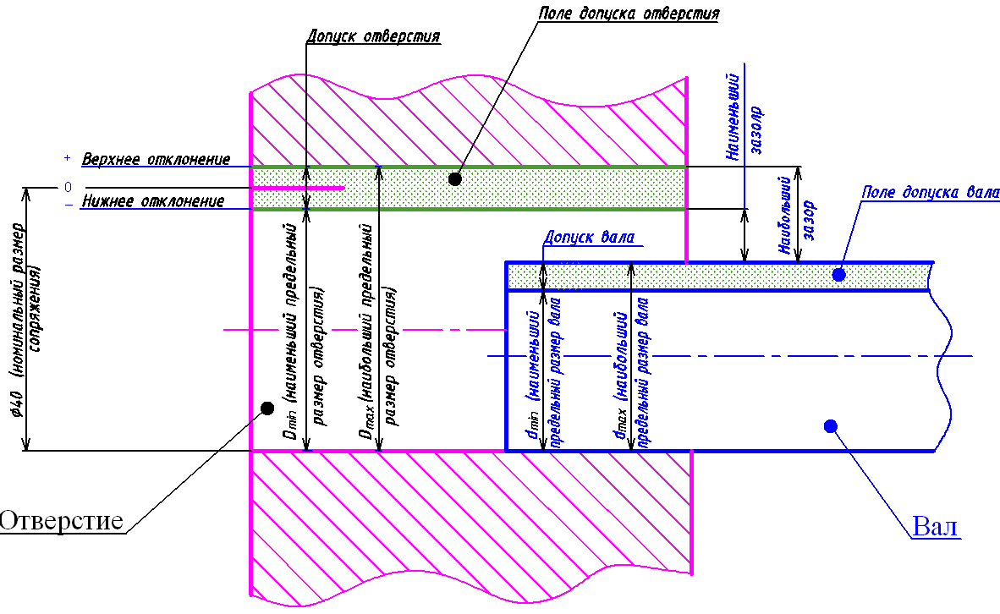 Поле допуска отверстия
Допуск отверстия
Наименьший
зазолр
+
Верхнее отклонение
0
−
Нижнее отклонение
Наибольший
зазор
Поле допуска вала
Допуск вала
φ40 (номинальный размер
сопряжения)
Dmin (наименьший предельный
размер отверстия)
Dmax (наибольший предельный
размер отверстия)
dmin (наименьший
предельный размер вала
dmax (наибольший
предельный размер вала
Отверстие
Вал